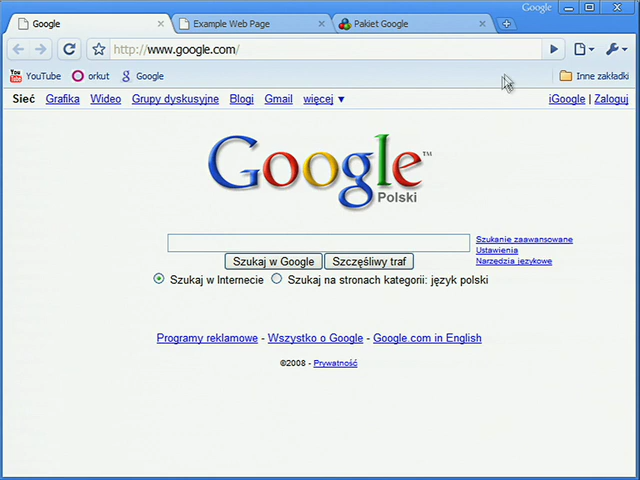 Google
Google Example Web Page Pakiet Google
http://www.google.com/
YouTube orkut Google Inne zakładki
Sieć Grafika Wideo Grupy dyskusyjne Blogi Gmail więcej ▼ iGoogle | Zaloguj
Google™
Polski
Szukanie zaawansowane
Ustawienia
Narzędzia językowe
Szukaj w Google Szczęśliwy traf
Szukaj w Internecie Szukaj na stronach kategorii: język polski
Programy reklamowe - Wszystko o Google - Google.com in English
©2008 - Prywatność